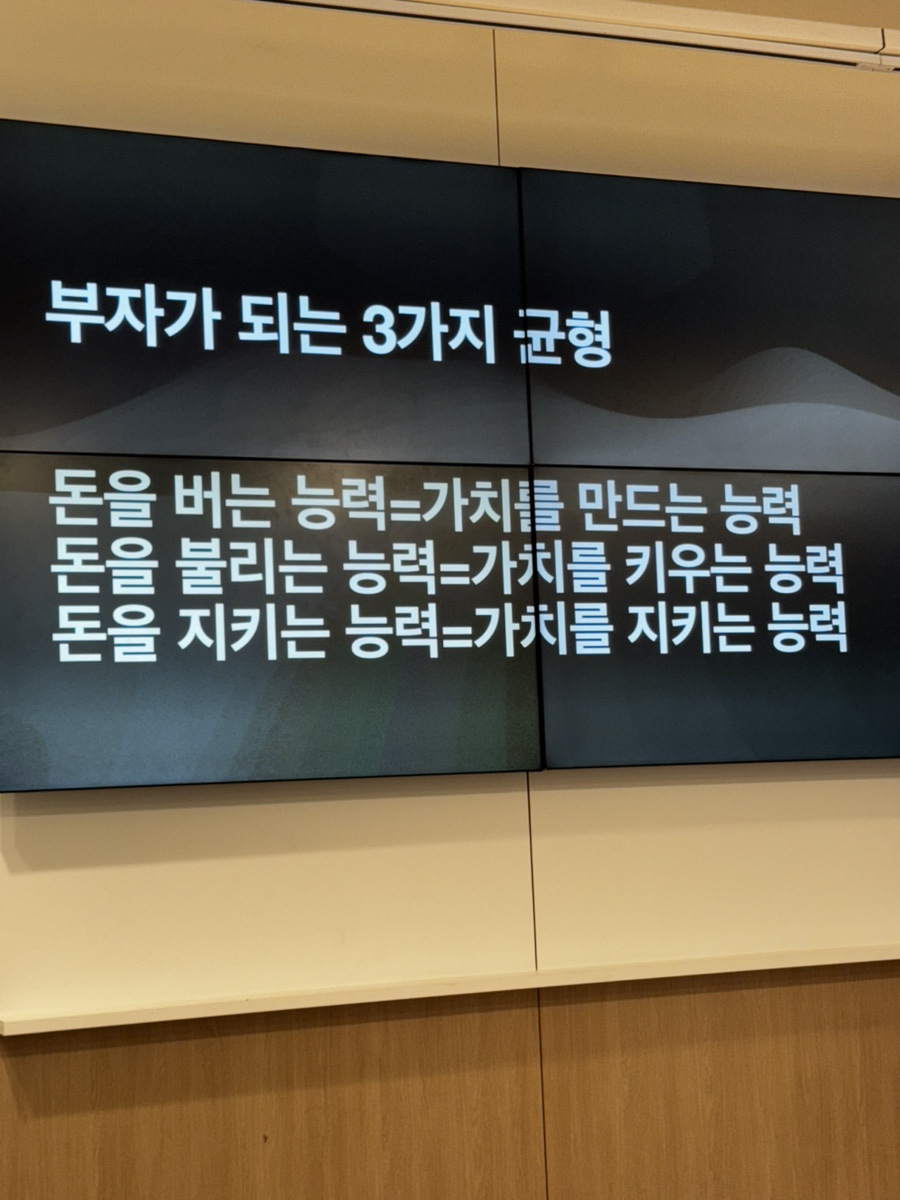 부자가 되는 3가지 균형
돈을 버는 능력=가치를 만드는 능력
돈을 불리는 능력=가치를 키우는 능력
돈을 지키는 능력=가치를 지키는 능력